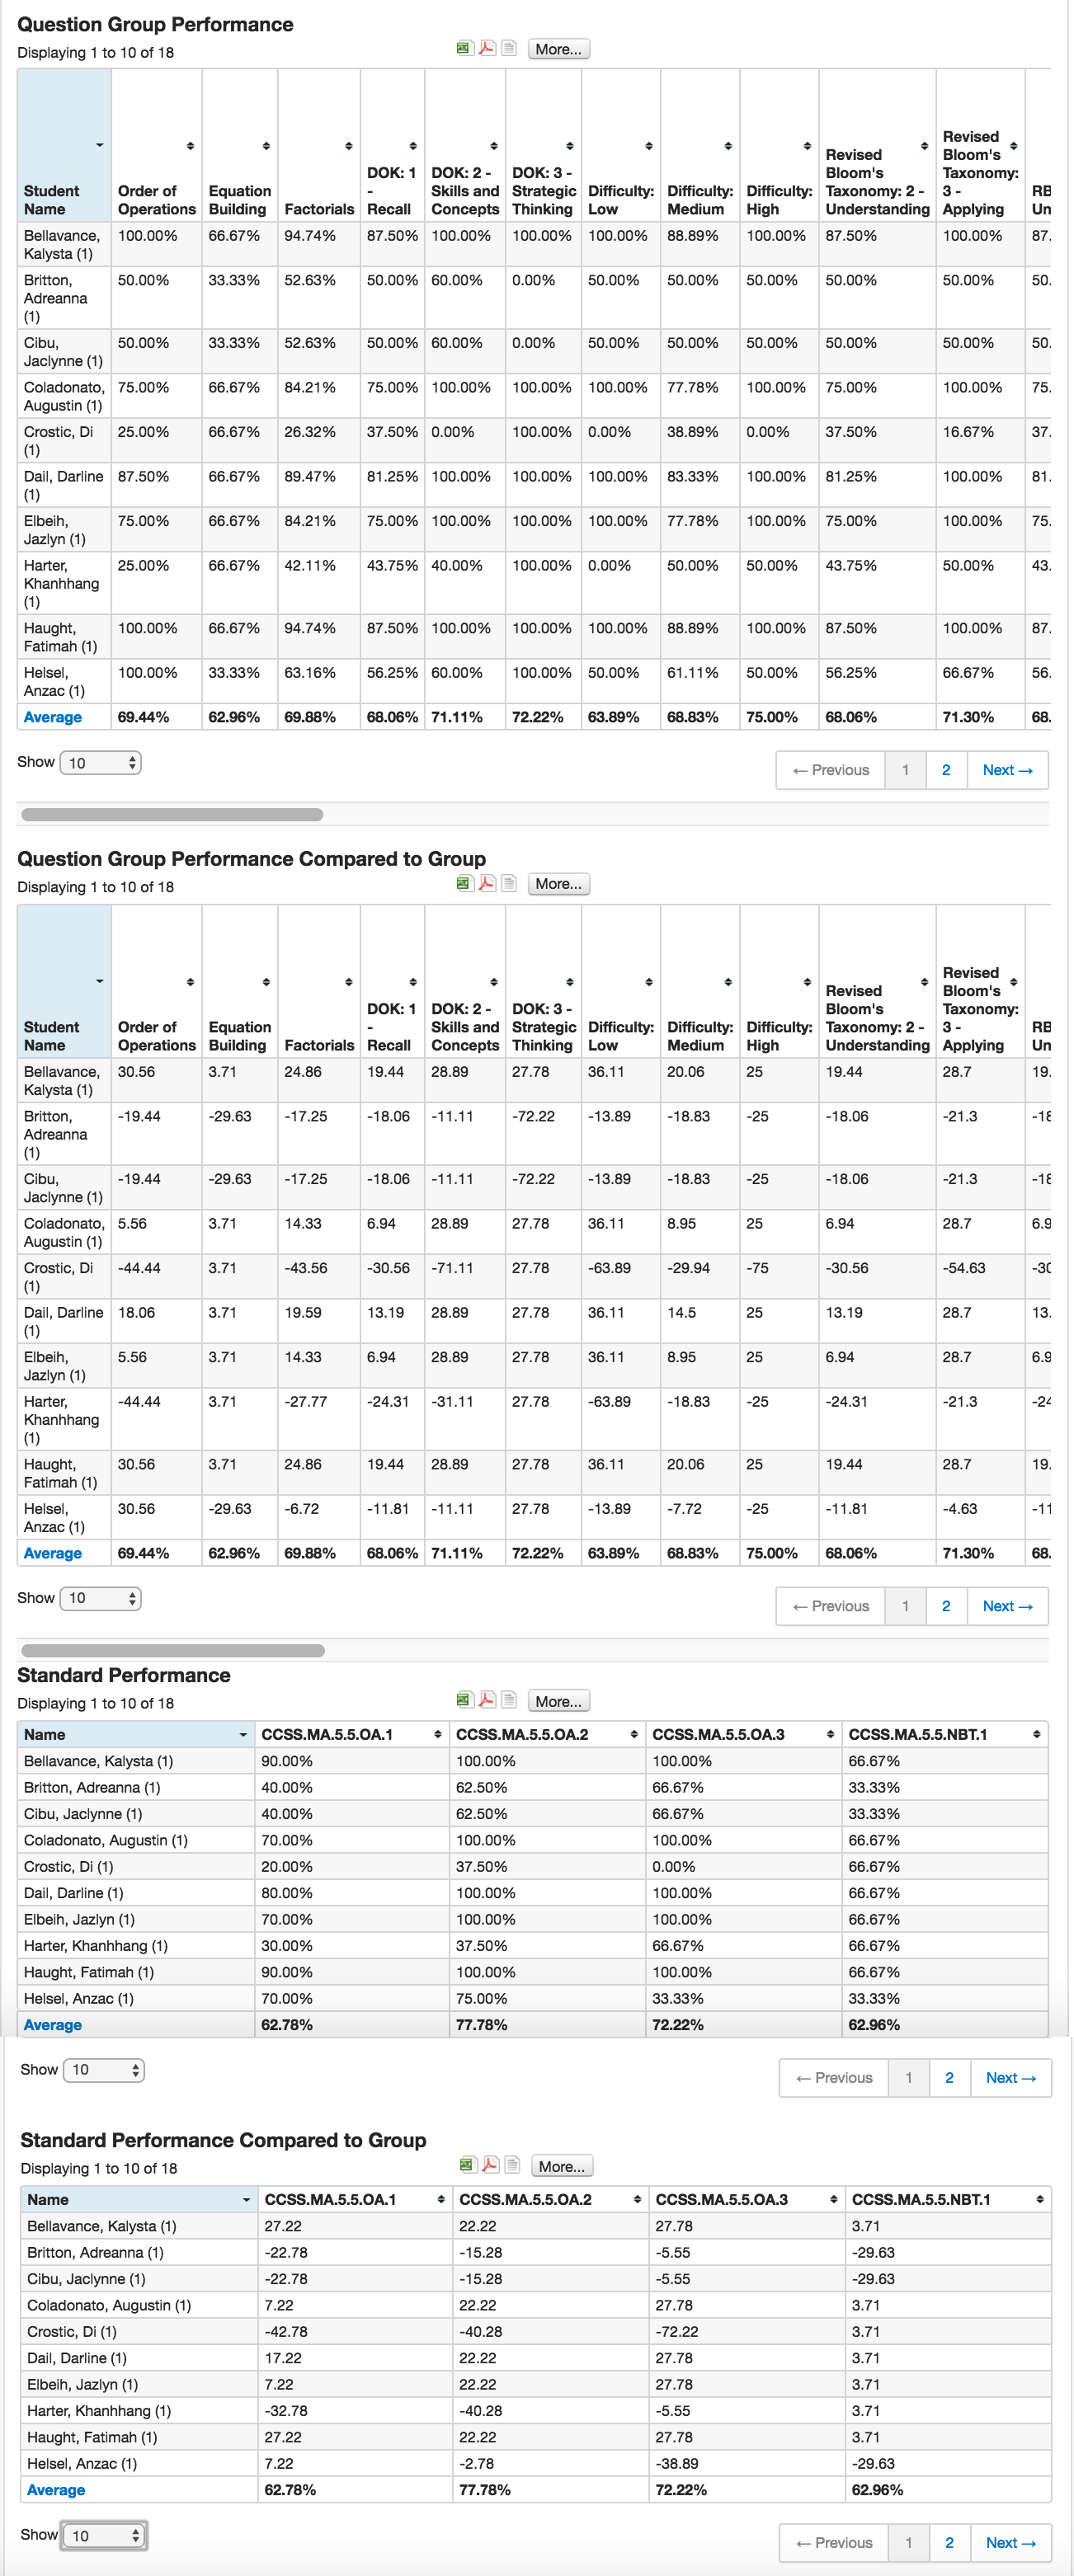 Question Group Performance
Displaying 1 to 10 of 18 More...
Student Name Order of Operations Equation Building Factorials DOK: 1 - Recall DOK: 2 - Skills and Concepts DOK: 3 - Strategic Thinking Difficulty: Low Difficulty: Medium Difficulty: High Revised Bloom's Taxonomy: 2 - Understanding Revised Bloom's Taxonomy: 3 - Applying RB Un
Bellavance, Kalysta (1) 100.00% 66.67% 94.74% 87.50% 100.00% 100.00% 100.00% 88.89% 100.00% 87.50% 100.00% 87.
Britton, Adreanna (1) 50.00% 33.33% 52.63% 50.00% 60.00% 0.00% 50.00% 50.00% 50.00% 50.00% 50.00% 50.
Cibu, Jaclynne (1) 50.00% 33.33% 52.63% 50.00% 60.00% 0.00% 50.00% 50.00% 50.00% 50.00% 50.00% 50.
Coladonato, Augustin (1) 75.00% 66.67% 84.21% 75.00% 100.00% 100.00% 100.00% 77.78% 100.00% 75.00% 100.00% 75.
Crostic, Di (1) 25.00% 66.67% 26.32% 37.50% 0.00% 100.00% 0.00% 38.89% 0.00% 37.50% 16.67% 37.
Dail, Darline (1) 87.50% 66.67% 89.47% 81.25% 100.00% 100.00% 100.00% 83.33% 100.00% 81.25% 100.00% 81.
Elbeih, Jazlyn (1) 75.00% 66.67% 84.21% 75.00% 100.00% 100.00% 100.00% 77.78% 100.00% 75.00% 100.00% 75.
Harter, Khanhhang (1) 25.00% 66.67% 42.11% 43.75% 40.00% 100.00% 0.00% 50.00% 50.00% 43.75% 50.00% 43.
Haught, Fatimah (1) 100.00% 66.67% 94.74% 87.50% 100.00% 100.00% 100.00% 88.89% 100.00% 87.50% 100.00% 87.
Helsel, Anzac (1) 100.00% 33.33% 63.16% 56.25% 60.00% 100.00% 50.00% 61.11% 50.00% 56.25% 66.67% 56.
Average 69.44% 62.96% 69.88% 68.06% 71.11% 72.22% 63.89% 68.83% 75.00% 68.06% 71.30% 68.
Show 10 ← Previous 1 2 Next →
Question Group Performance Compared to Group
Displaying 1 to 10 of 18 More...
Student Name Order of Operations Equation Building Factorials DOK: 1 - Recall DOK: 2 - Skills and Concepts DOK: 3 - Strategic Thinking Difficulty: Low Difficulty: Medium Difficulty: High Revised Bloom's Taxonomy: 2 - Understanding Revised Bloom's Taxonomy: 3 - Applying RB Un
Bellavance, Kalysta (1) 30.56 3.71 24.86 19.44 28.89 27.78 36.11 20.06 25 19.44 28.7 19.
Britton, Adreanna (1) -19.44 -29.63 -17.25 -18.06 -11.11 -72.22 -13.89 -18.83 -25 -18.06 -21.3 -18
Cibu, Jaclynne (1) -19.44 -29.63 -17.25 -18.06 -11.11 -72.22 -13.89 -18.83 -25 -18.06 -21.3 -18
Coladonato, Augustin (1) 5.56 3.71 14.33 6.94 28.89 27.78 36.11 8.95 25 6.94 28.7 6.9
Crostic, Di (1) -44.44 3.71 -43.56 -30.56 -71.11 27.78 -63.89 -29.94 -75 -30.56 -54.63 -30
Dail, Darline (1) 18.06 3.71 19.59 13.19 28.89 27.78 36.11 14.5 25 13.19 28.7 13.
Elbeih, Jazlyn (1) 5.56 3.71 14.33 6.94 28.89 27.78 36.11 8.95 25 6.94 28.7 6.9
Harter, Khanhhang (1) -44.44 3.71 -27.77 -24.31 -31.11 27.78 -63.89 -18.83 -25 -24.31 -21.3 -24
Haught, Fatimah (1) 30.56 3.71 24.86 19.44 28.89 27.78 36.11 20.06 25 19.44 28.7 19.
Helsel, Anzac (1) 30.56 -29.63 -6.72 -11.81 -11.11 27.78 -13.89 -7.72 -25 -11.81 -4.63 -11
Average 69.44% 62.96% 69.88% 68.06% 71.11% 72.22% 63.89% 68.83% 75.00% 68.06% 71.30% 68.
Show 10 ← Previous 1 2 Next →
Standard Performance
Displaying 1 to 10 of 18 More...
Name CCSS.MA.5.5.OA.1 CCSS.MA.5.5.OA.2 CCSS.MA.5.5.OA.3 CCSS.MA.5.5.NBT.1
Bellavance, Kalysta (1) 90.00% 100.00% 100.00% 66.67%
Britton, Adreanna (1) 40.00% 62.50% 66.67% 33.33%
Cibu, Jaclynne (1) 40.00% 62.50% 66.67% 33.33%
Coladonato, Augustin (1) 70.00% 100.00% 100.00% 66.67%
Crostic, Di (1) 20.00% 37.50% 0.00% 66.67%
Dail, Darline (1) 80.00% 100.00% 100.00% 66.67%
Elbeih, Jazlyn (1) 70.00% 100.00% 100.00% 66.67%
Harter, Khanhhang (1) 30.00% 37.50% 66.67% 66.67%
Haught, Fatimah (1) 90.00% 100.00% 100.00% 66.67%
Helsel, Anzac (1) 70.00% 75.00% 33.33% 33.33%
Average 62.78% 77.78% 72.22% 62.96%
Show 10 ← Previous 1 2 Next →
Standard Performance Compared to Group
Displaying 1 to 10 of 18 More...
Name CCSS.MA.5.5.OA.1 CCSS.MA.5.5.OA.2 CCSS.MA.5.5.OA.3 CCSS.MA.5.5.NBT.1
Bellavance, Kalysta (1) 27.22 22.22 27.78 3.71
Britton, Adreanna (1) -22.78 -15.28 -5.55 -29.63
Cibu, Jaclynne (1) -22.78 -15.28 -5.55 -29.63
Coladonato, Augustin (1) 7.22 22.22 27.78 3.71
Crostic, Di (1) -42.78 -40.28 -72.22 3.71
Dail, Darline (1) 17.22 22.22 27.78 3.71
Elbeih, Jazlyn (1) 7.22 22.22 27.78 3.71
Harter, Khanhhang (1) -32.78 -40.28 -5.55 3.71
Haught, Fatimah (1) 27.22 22.22 27.78 3.71
Helsel, Anzac (1) 7.22 -2.78 -38.89 -29.63
Average 62.78% 77.78% 72.22% 62.96%
Show 10 ← Previous 1 2 Next →